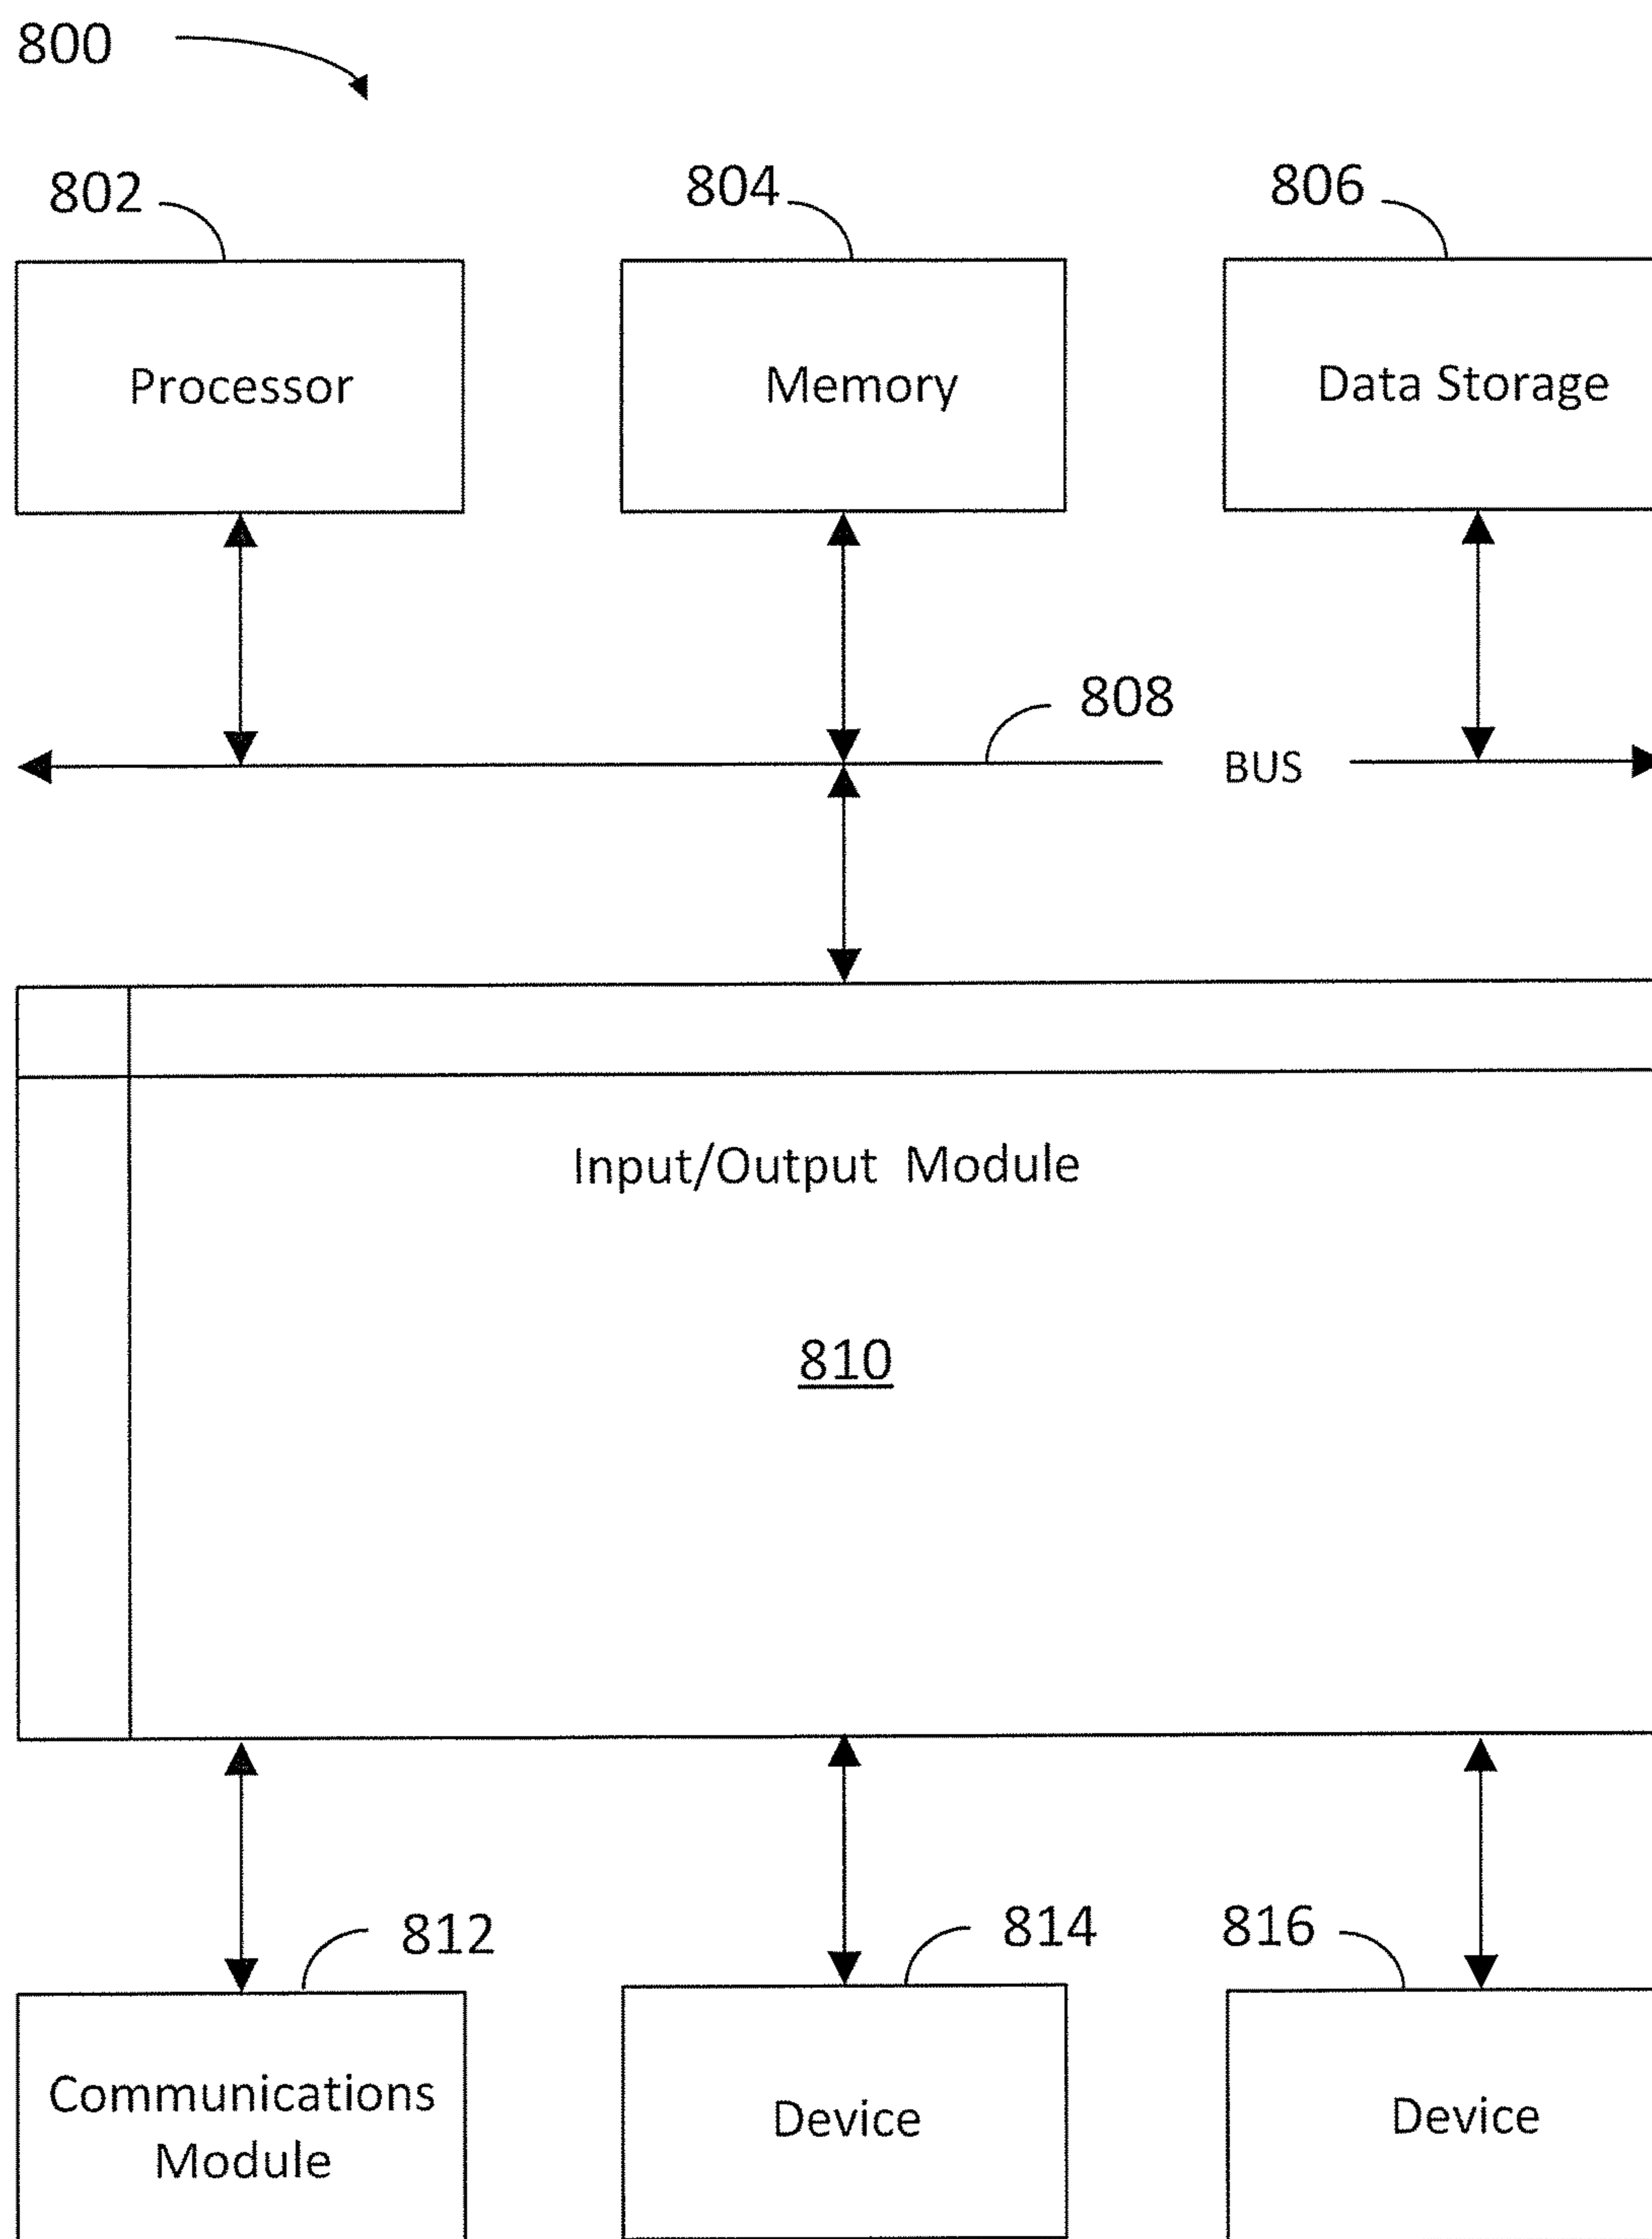 800
802
804
806
Processor
Memory
Data Storage
808
BUS
Input/Output Module
810
812
814
816
Communications
Module
Device
Device